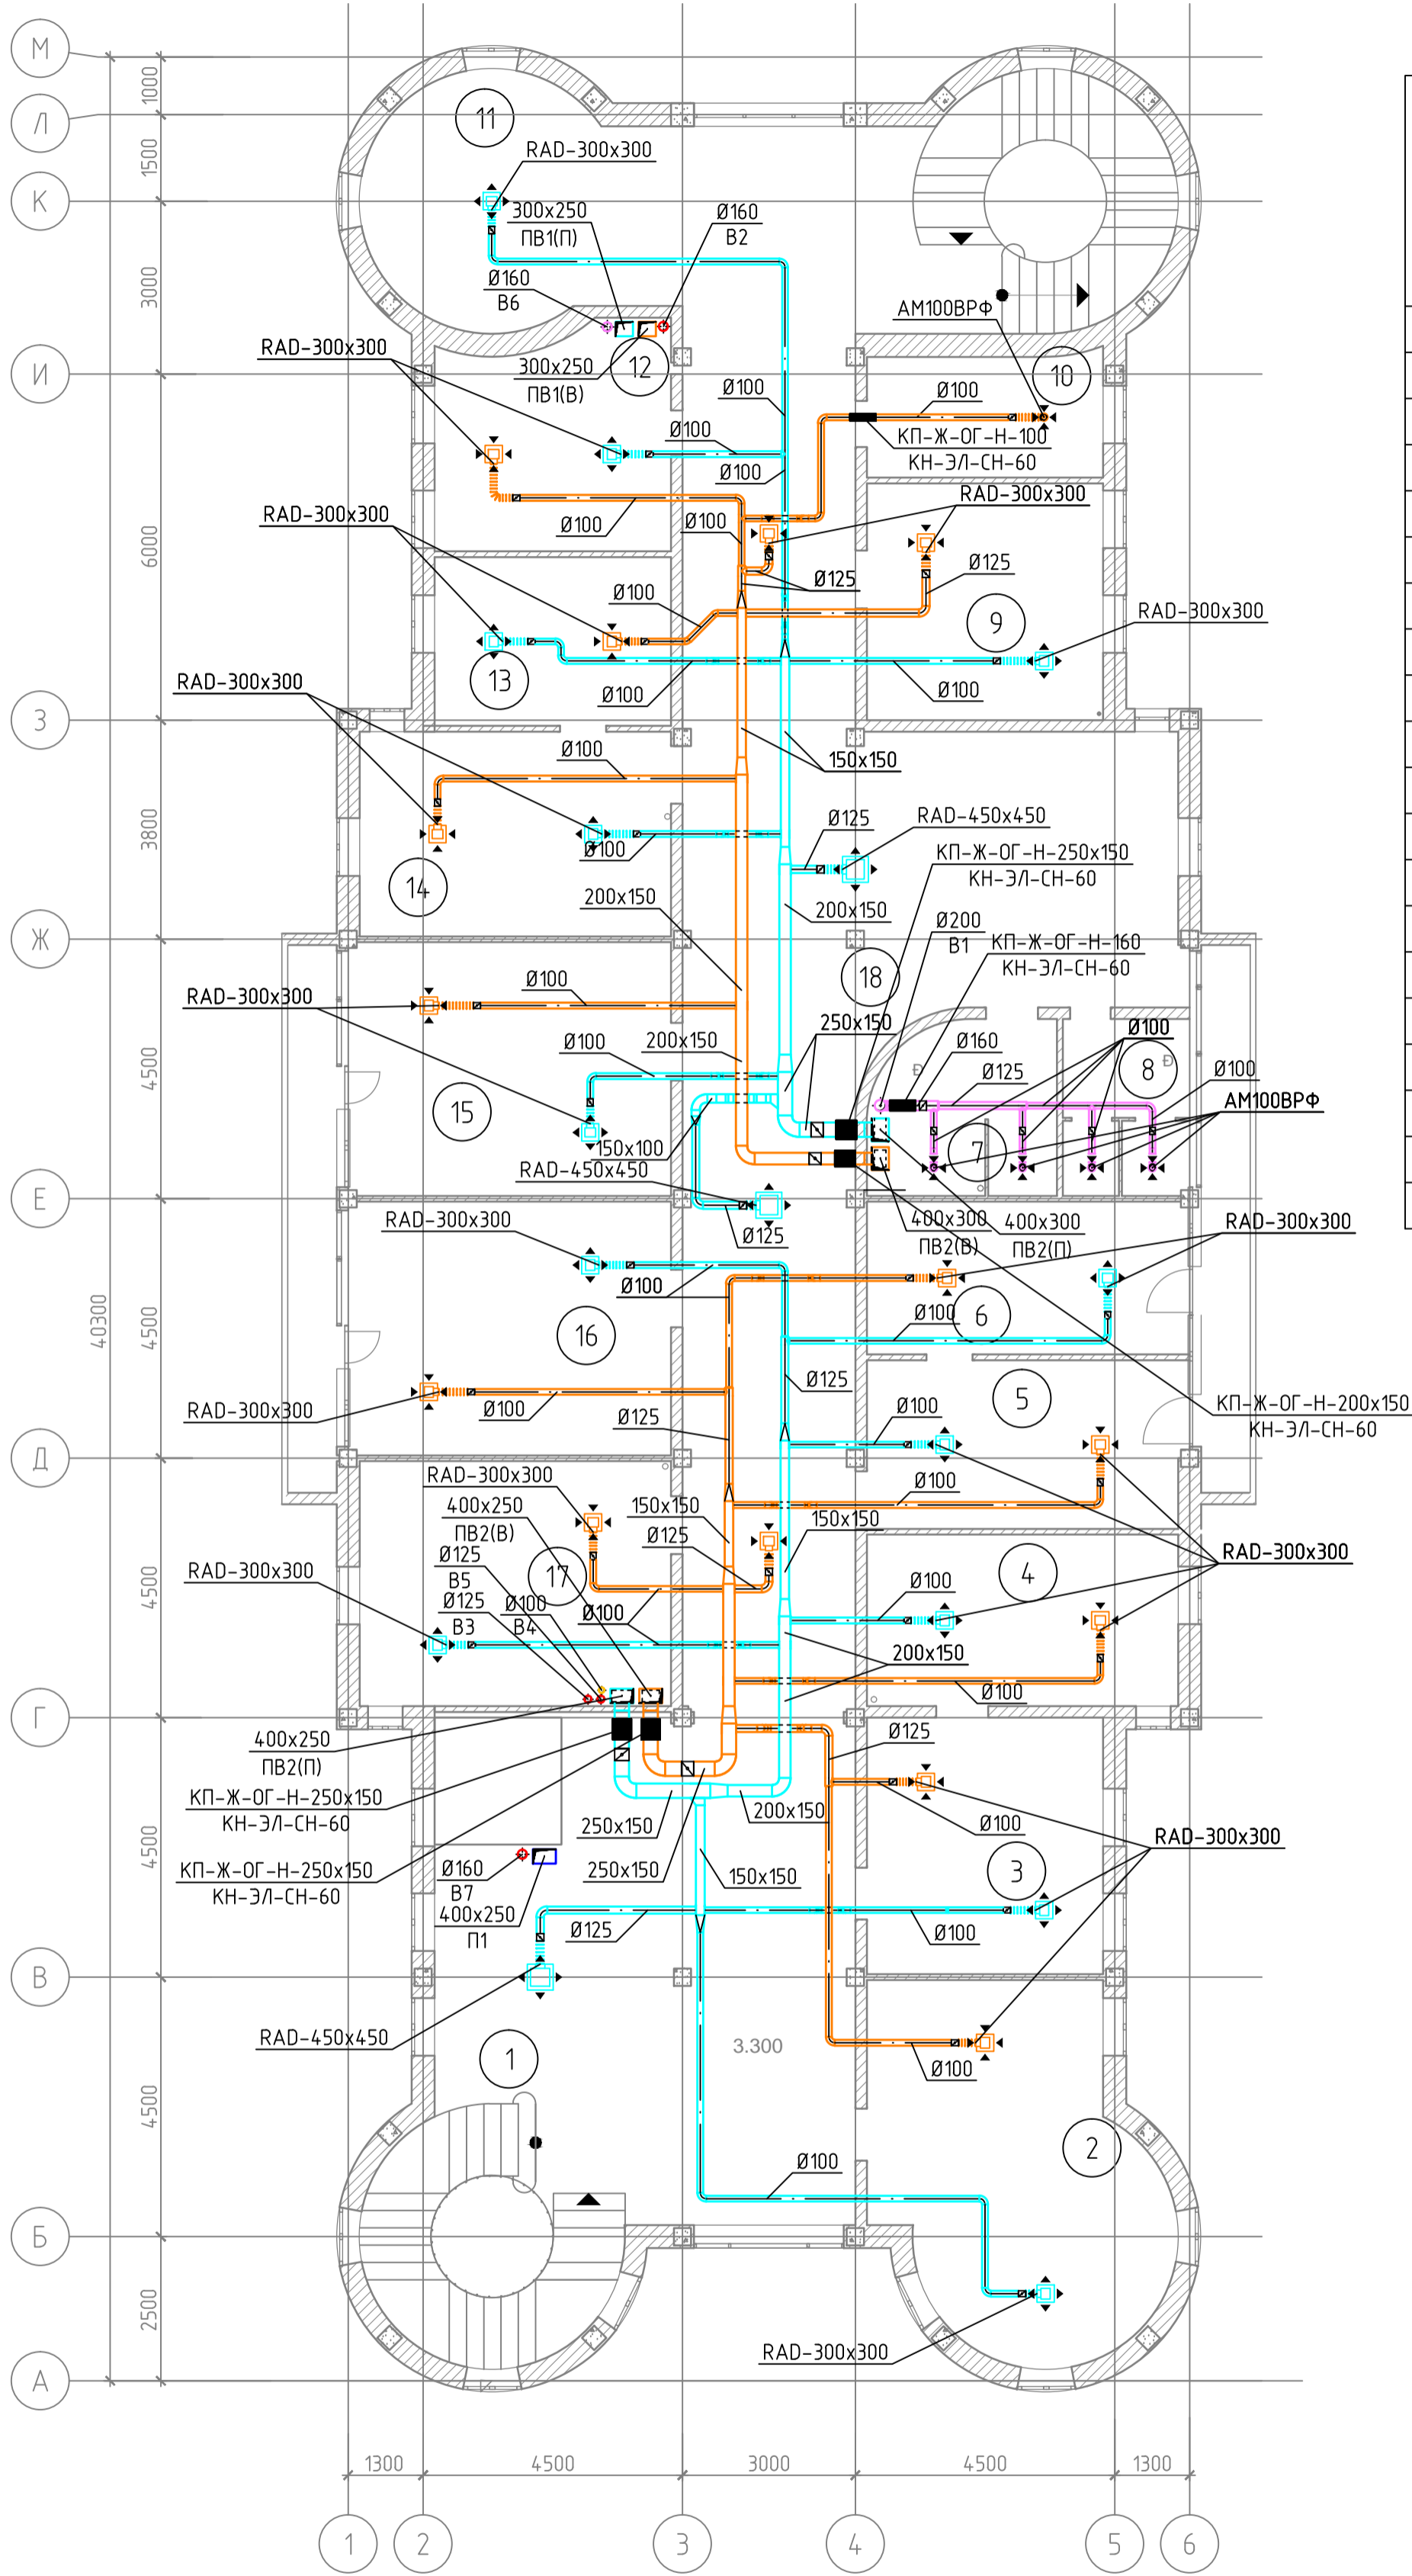 М
Л
1000
11
1500
RAD-300x300
К
300x250
ПВ1(П)
Ø160
В2
3000
Ø160
В6
АМ100ВРФ
RAD-300x300
12
10
300x250
ПВ1(В)
И
Ø100
Ø100
Ø100
КП-Ж-ОГ-Н-100
КН-ЭЛ-СН-60
Ø100
RAD-300x300
RAD-300x300
Ø100
Ø100
6000
Ø125
Ø125
Ø100
9
RAD-300x300
13
RAD-300x300
Ø100
Ø100
З
Ø100
150x150
3800
Ø125
RAD-450x450
Ø100
КП-Ж-ОГ-Н-250x150
КН-ЭЛ-СН-60
14
200x150
200x150
Ø200
В1
Ж
КП-Ж-ОГ-Н-160
КН-ЭЛ-СН-60
18
Ø100
RAD-300x300
250x150
Ø100
200x150
Ø100
Ø160
4500
Ø125
8
Ø100
15
АМ100ВРФ
150x100
7
RAD-450x450
Е
RAD-300x300
Ø125
400x300
ПВ2(В)
400x300
ПВ2(П)
RAD-300x300
Ø100
40300
4500
16
Ø100
6
Ø125
5
RAD-300x300
Ø100
Ø125
Ø100
КП-Ж-ОГ-Н-200x150
КН-ЭЛ-СН-60
Д
RAD-300x300
Ø100
400x250
ПВ2(В)
150x150
150x150
Ø125
RAD-300x300
Ø125
В5
17
4
RAD-300x300
4500
Ø125
В3
Ø100
В4
Ø100
Ø100
200x150
Ø100
Г
400x250
ПВ2(П)
Ø125
КП-Ж-ОГ-Н-250x150
КН-ЭЛ-СН-60
250x150
200x150
Ø100
RAD-300x300
4500
КП-Ж-ОГ-Н-250x150
КН-ЭЛ-СН-60
Ø160
В7
250x150
150x150
3
400x250
П1
Ø125
Ø100
В
RAD-450x450
1
3.300
Ø100
4500
2
Ø100
Б
2500
RAD-300x300
А
1300
4500
3000
4500
1300
1
2
3
4
5
6